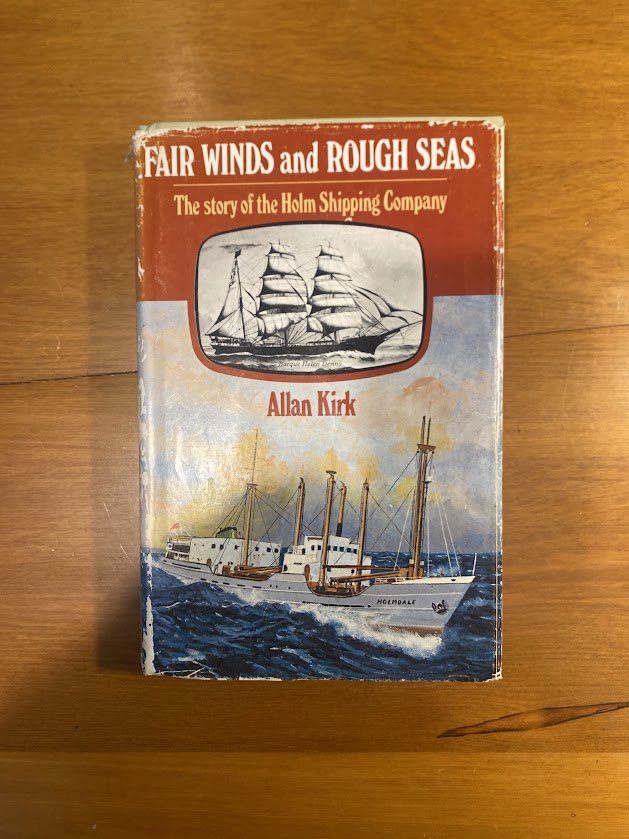 FAIR WINDS and ROUGH SEAS
The story of the Holm Shipping Company
Barque Helen Denny
Allan Kirk
HOLMDALE